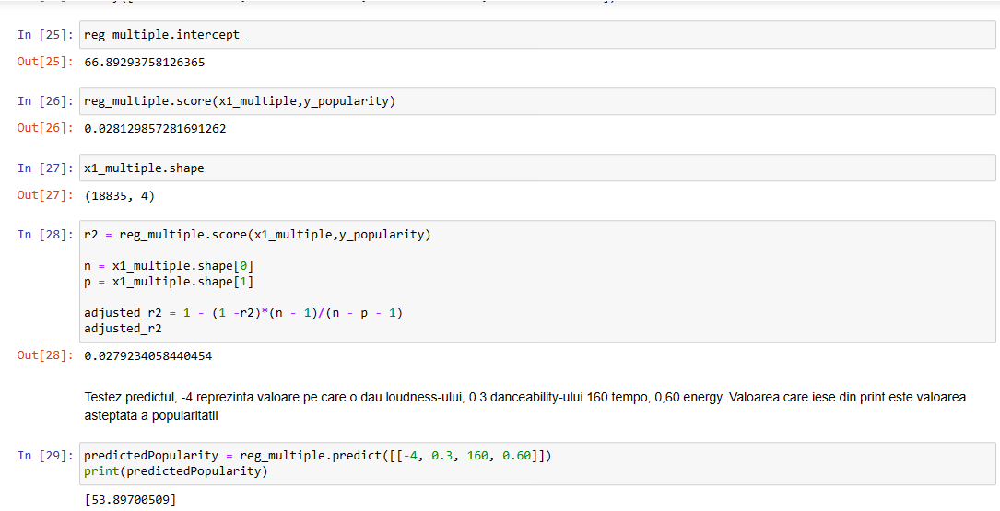 In [25]: reg_multiple.intercept_
Out[25]: 66.89293758126365
In [26]: reg_multiple.score(x1_multiple,y_popularity)
Out[26]: 0.028129857281691262
In [27]: x1_multiple.shape
Out[27]: (18835, 4)
In [28]: r2 = reg_multiple.score(x1_multiple,y_popularity)
n = x1_multiple.shape[0]
p = x1_multiple.shape[1]
adjusted_r2 = 1 - (1 -r2)*(n - 1)/(n - p - 1)
adjusted_r2
Out[28]: 0.0279234058440454
Testez predictul, -4 reprezinta valoare pe care o dau loudness-ului, 0.3 danceability-ului 160 tempo, 0,60 energy. Valoarea care iese din print este valoarea
asteptata a popularitatii
In [29]: predictedPopularity = reg_multiple.predict([[-4, 0.3, 160, 0.60]])
print(predictedPopularity)
[53.89700509]